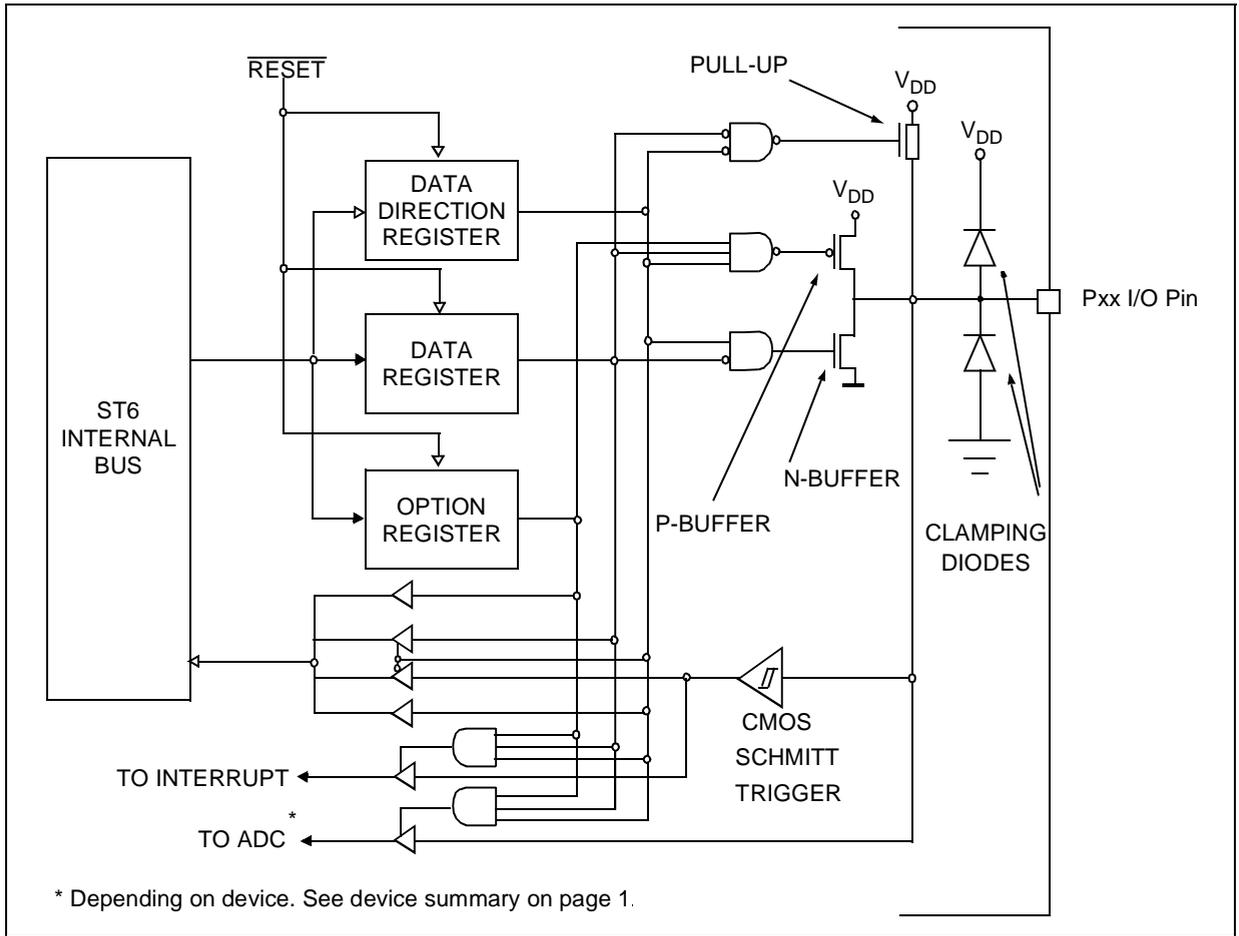 RESET
PULL-UP
VDD
VDD
VDD
DATA
DIRECTION
REGISTER
DATA
REGISTER
OPTION
REGISTER
ST6
INTERNAL
BUS
Pxx I/O Pin
N-BUFFER
P-BUFFER
CLAMPING
DIODES
CMOS
SCHMITT
TRIGGER
TO INTERRUPT
TO ADC *
* Depending on device. See device summary on page 1.